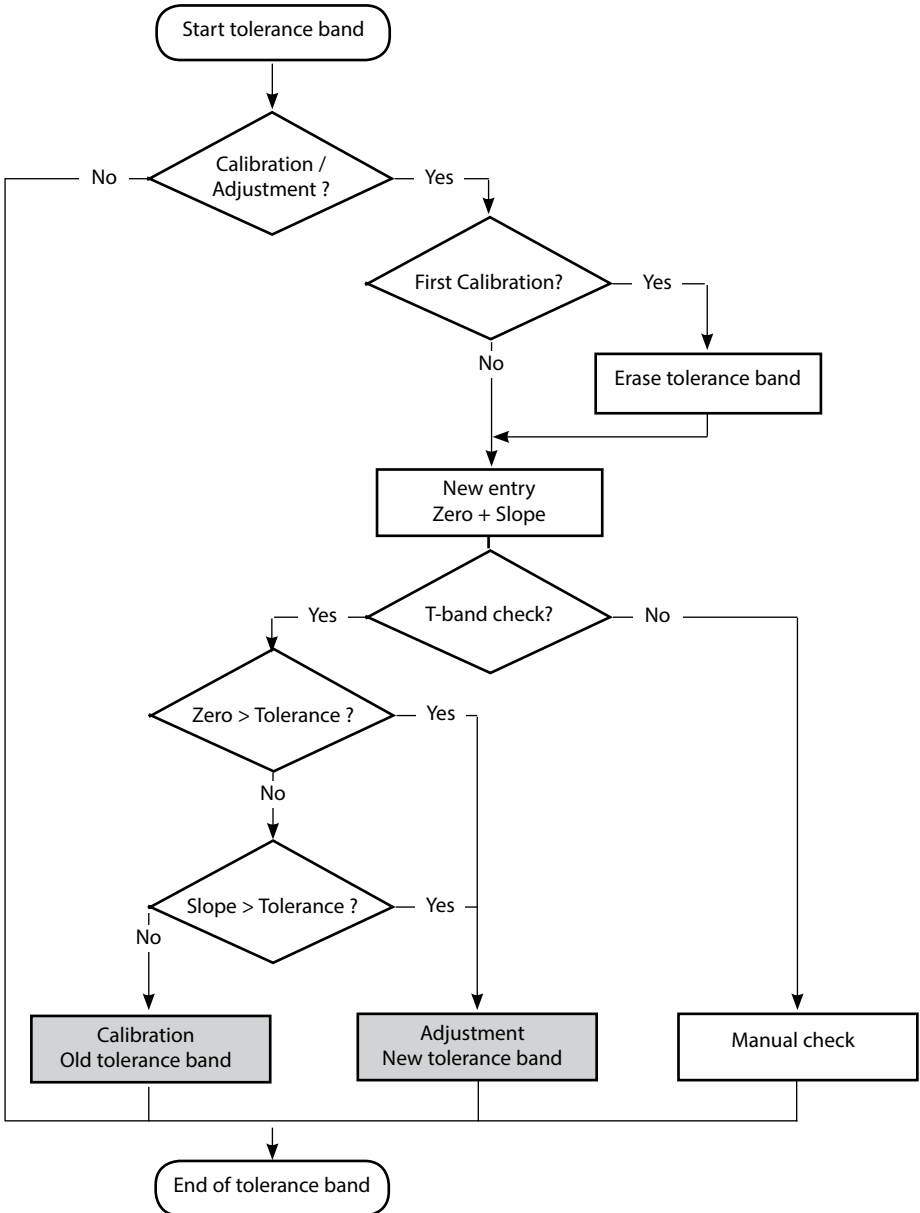 Start tolerance band
Calibration /
Adjustment ?
No
Yes
First Calibration?
Yes
No
Erase tolerance band
New entry
Zero + Slope
T-band check?
Yes
No
Zero > Tolerance ?
Yes
No
Slope > Tolerance ?
Yes
No
Calibration
Old tolerance band
Adjustment
New tolerance band
Manual check
End of tolerance band